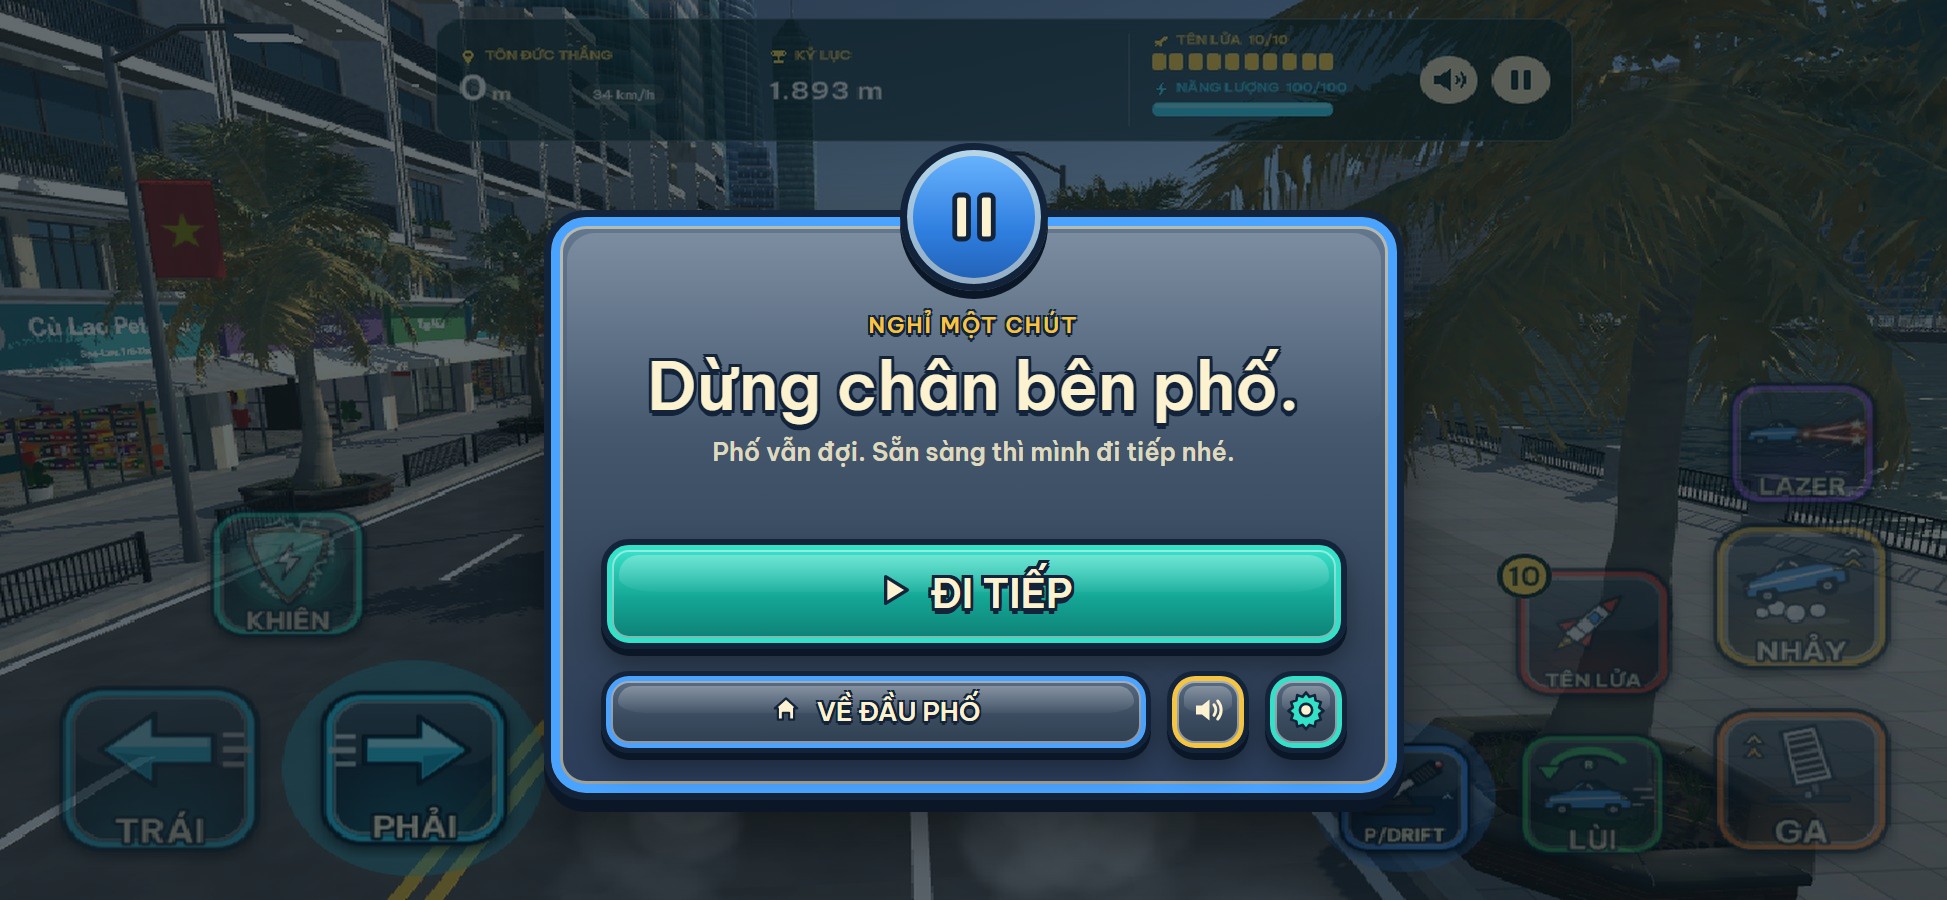 TÔN ĐỨC THẮNG
0 m
34 km/h
KỶ LỤC
1.893 m
TÊN LỬA 10/10
NĂNG LƯỢNG 100/100
Cù Lao Pet
NGHỈ MỘT CHÚT
Dừng chân bên phố.
Phố vẫn đợi. Sẵn sàng thì mình đi tiếp nhé.
ĐI TIẾP
VỀ ĐẦU PHỐ
KHIÊN
TRÁI
PHẢI
LAZER
10
TÊN LỬA
NHẢY
P/DRIFT
R
LÙI
GA